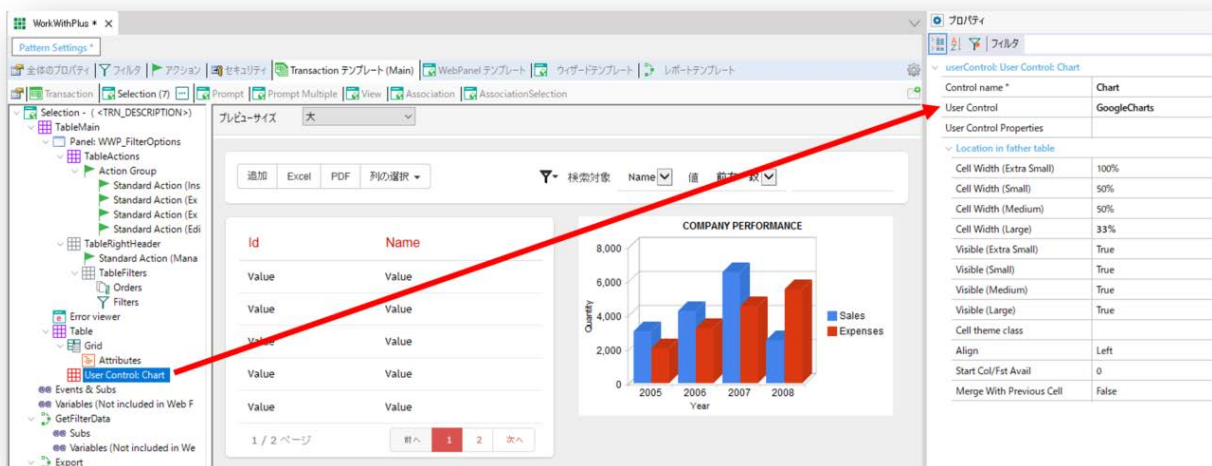 WorkWithPlus * ×
Pattern Settings *
全体のプロパティ フィルタ アクション セキュリティ Transaction テンプレート (Main) WebPanel テンプレート ウィザードテンプレート レポートテンプレート
Transaction Selection (7) Prompt Prompt Multiple View Association AssociationSelection
Selection - ( <TRN_DESCRIPTION>)
TableMain
Panel: WWP_FilterOptions
TableActions
Action Group
Standard Action (Ins
Standard Action (Ex
Standard Action (Ex
Standard Action (Edi
TableRightHeader
Standard Action (Mana
TableFilters
Orders
Filters
Error viewer
Table
Grid
Attributes
User Control: Chart
Events & Subs
Variables (Not included in Web F
GetFilterData
Subs
Variables (Not included in We
Export
プレビューサイズ 大
追加 Excel PDF 列の選択
検索対象 Name 値
Id Name
Value Value
Value Value
Value Value
Value Value
Value Value
1 / 2 ページ
前へ 1 2 次へ
COMPANY PERFORMANCE
8,000
6,000
4,000
2,000
0
Quantity
2005 2006 2007 2008
Year
Sales
Expenses
プロパティ
フィルタ
userControl: User Control: Chart
Control name * Chart
User Control GoogleCharts
User Control Properties
Location in father table
Cell Width (Extra Small) 100%
Cell Width (Small) 50%
Cell Width (Medium) 50%
Cell Width (Large) 33%
Visible (Extra Small) True
Visible (Small) True
Visible (Medium) True
Visible (Large) True
Cell theme class
Align Left
Start Col/Fst Avail 0
Merge With Previous Cell False